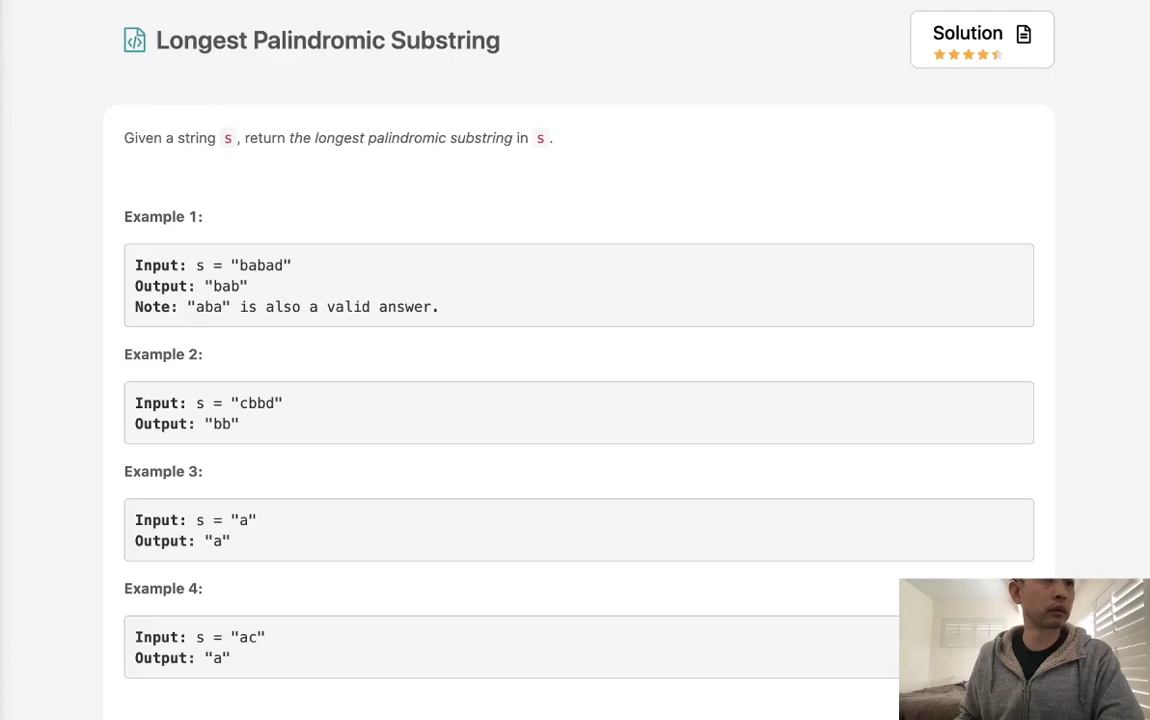 Longest Palindromic Substring
Solution
Given a string s, return the longest palindromic substring in s.
Example 1:
Input: s = "babad"
Output: "bab"
Note: "aba" is also a valid answer.
Example 2:
Input: s = "cbbd"
Output: "bb"
Example 3:
Input: s = "a"
Output: "a"
Example 4:
Input: s = "ac"
Output: "a"